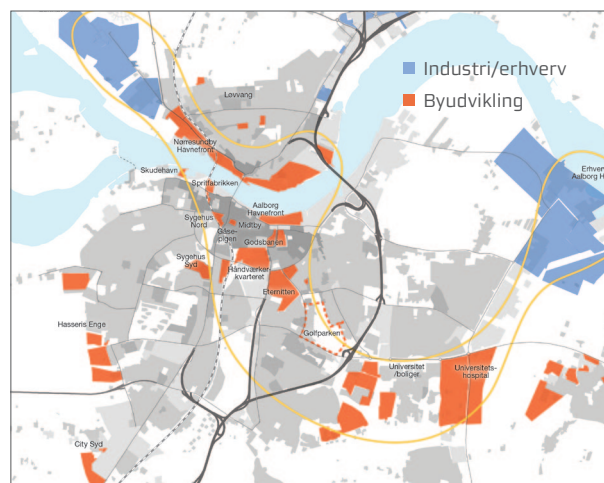 Industri/erhverv
Byudvikling
Løvvang
Nørresundby
Havnefront
Skudehavn
Spritfabrikken
Erhverv
Aalborg H
Aalborg
Havnefront
Sygehus
Nord
Midtby
Gåse-
pigen
Godsbanen
Sygehus
Syd
Håndværker-
kvarteret
Eternitten
Hasseris Enge
Golfparken
Universitet
/boliger
Universitets-
hospital
City Syd